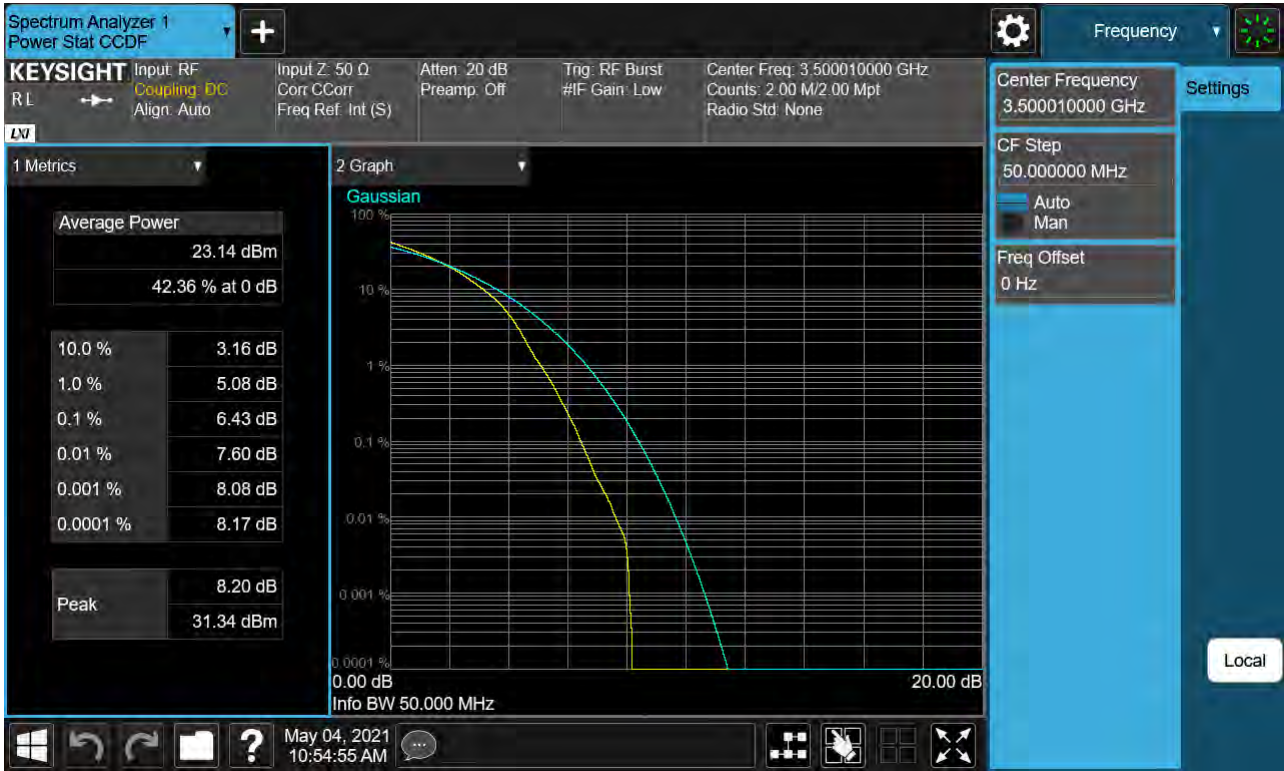 Spectrum Analyzer 1
Power Stat CCDF
+
Frequency
KEYSIGHT
RL
LXI
Input: RF
Coupling: DC
Align: Auto
Input Z: 50 Ω
Corr CCorr
Freq Ref: Int (S)
Atten: 20 dB
Preamp: Off
Trig: RF Burst
#IF Gain: Low
Center Freq: 3.500010000 GHz
Counts: 2.00 M/2.00 Mpt
Radio Std: None
Center Frequency
3.500010000 GHz
Settings
CF Step
50.000000 MHz
Auto
Man
Freq Offset
0 Hz
1 Metrics
Average Power
23.14 dBm
42.36 % at 0 dB
10.0 % 3.16 dB
1.0 % 5.08 dB
0.1 % 6.43 dB
0.01 % 7.60 dB
0.001 % 8.08 dB
0.0001 % 8.17 dB
Peak 8.20 dB
31.34 dBm
2 Graph
Gaussian
100 %
10 %
1 %
0.1 %
0.01 %
0.001 %
0.0001 %
0.00 dB 20.00 dB
Info BW 50.000 MHz
Local
?
May 04, 2021
10:54:55 AM